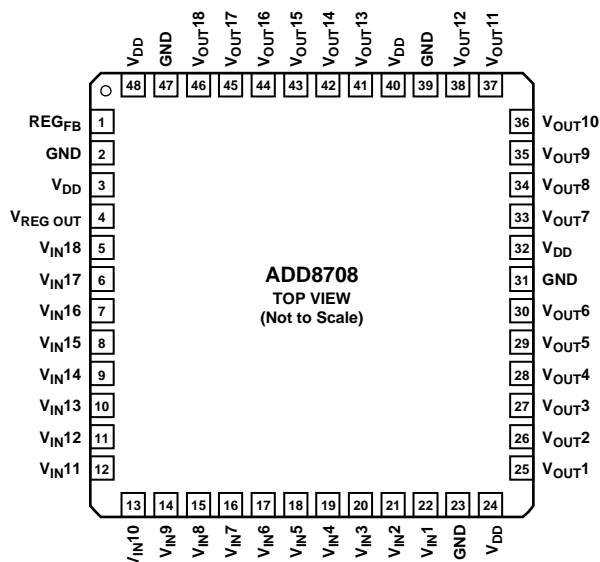 VDD GND VOUT18 VOUT17 VOUT16 VOUT15 VOUT14 VOUT13 VDD GND VOUT12 VOUT11
48 47 46 45 44 43 42 41 40 39 38 37
REGFB 1
GND 2
VDD 3
VREG OUT 4
VIN18 5
VIN17 6
VIN16 7
VIN15 8
VIN14 9
VIN13 10
VIN12 11
VIN11 12
ADD8708
TOP VIEW
(Not to Scale)
36 VOUT10
35 VOUT9
34 VOUT8
33 VOUT7
32 VDD
31 GND
30 VOUT6
29 VOUT5
28 VOUT4
27 VOUT3
26 VOUT2
25 VOUT1
13 14 15 16 17 18 19 20 21 22 23 24
VIN10 VIN9 VIN8 VIN7 VIN6 VIN5 VIN4 VIN3 VIN2 VIN1 GND VDD